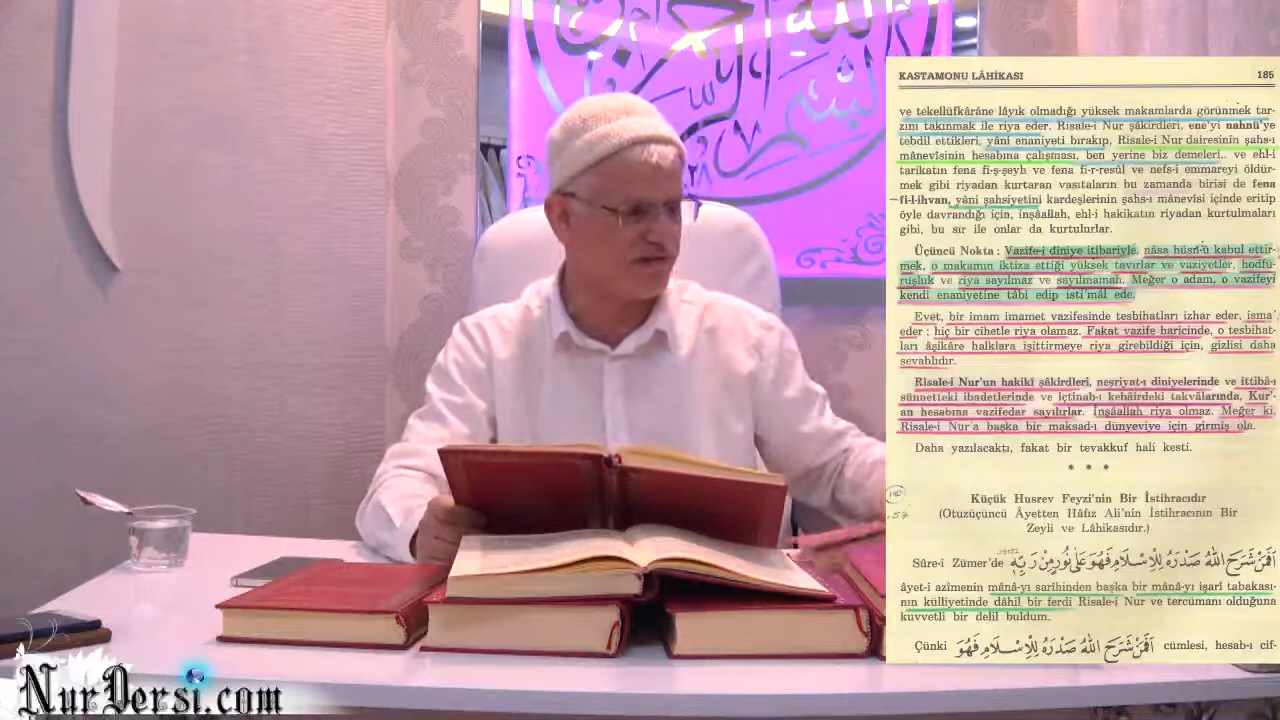 KASTAMONU LÂHİKASI 185
ve tekellüfkârâne lâyık olmadığı yüksek makamlarda görünmek tar-
zını takınmak ile riya eder. Risale-i Nur şâkirdleri, ene'yi nahnü'ye
tebdil ettikleri, yâni enaniyeti bırakıp, Risale-i Nur dairesinin şahs-ı
mânevîsinin hesabına çalışması, ben yerine biz demeleri.. ve ehl-i
tarikatın fena fi-ş-şeyh ve fena fi-r-resûl ve nefs-i emmareyi öldür-
mek gibi riyadan kurtaran vasıtaların bu zamanda birisi de fena
fi-l-ihvan, yâni şahsiyetini kardeşlerinin şahs-ı mânevîsi içinde eritip
öyle davrandığı için, inşâallah, ehl-i hakikatın riyadan kurtulmaları
gibi, bu sır ile onlar da kurtulurlar.
Üçüncü Nokta : Vazife-i diniye itibariyle, nâsa hüsn-ü kabul ettir-
mek, o makamın iktiza ettiği yüksek tavırlar ve vaziyetler, hodfu-
ruşluk ve riya sayılmaz ve sayılmamalı. Meğer o adam, o vazifeyi
kendi enaniyetine tâbi edip isti'mâl ede.
Evet, bir imam imamet vazifesinde tesbihatları izhar eder, isma'
eder ; hiç bir cihetle riya olamaz. Fakat vazife haricinde, o tesbihat-
ları âşikâre halklara işittirmeye riya girebildiği için, gizlisi daha
sevablıdır.
Risale-i Nur'un hakikî şâkirdleri, neşriyat-ı diniyelerinde ve ittibâ-ı
sünnetteki ibadetlerinde ve içtinab-ı kebâirdeki takvâlarında, Kur'-
an hesabına vazifedar sayılırlar. İnşâallah riya olmaz. Meğer ki,
Risale-i Nur'a başka bir maksad-ı dünyeviye için girmiş ola.
Daha yazılacaktı, fakat bir tevakkuf hali kesti.
* * *
Küçük Husrev Feyzi'nin Bir İstihracıdır
(Otuzüçüncü Âyetten Hâfız Ali'nin İstihracının Bir
Zeyli ve Lâhikasıdır.)
Sûre-i Zümer'de اَفَمَنْ شَرَحَ اللّٰهُ صَدْرَهُ لِلْاِسْلَامِ فَهُوَ عَلٰى نُورٍ مِنْ رَبِّهِ
âyet-i azîmenin mânâ-yı sarihinden başka bir mânâ-yı işarî tabakası-
nın külliyetinde dâhil bir ferdi Risale-i Nur ve tercümanı olduğuna
kuvvetli bir delil buldum.
Çünki اَفَمَنْ شَرَحَ اللّٰهُ صَدْرَهُ لِلْاِسْلَامِ فَهُوَ cümlesi, hesab-ı cif-
NurDersi.com